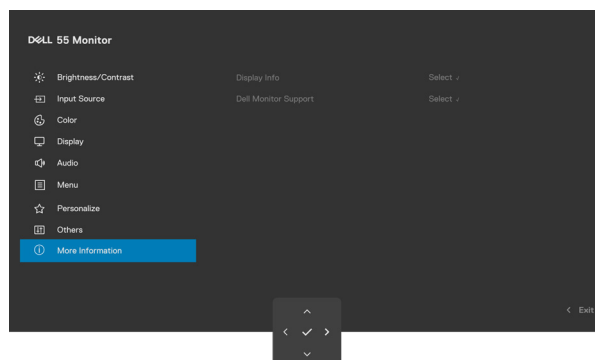 DELL 55 Monitor
Brightness/Contrast
Display Info Select ✓
Input Source
Dell Monitor Support Select ✓
Color
Display
Audio
Menu
Personalize
Others
More Information
Exit